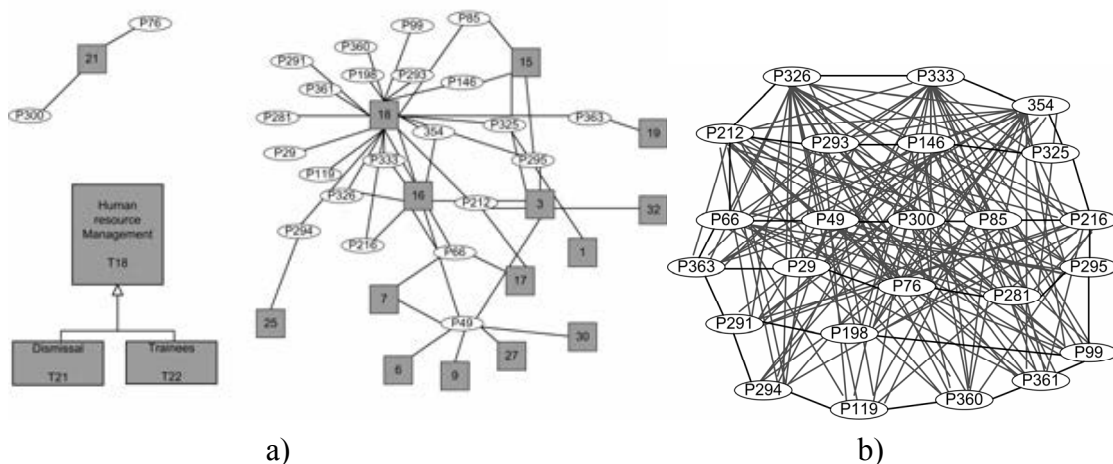 P76
21
P300
Human
resource
Management
T18
Dismissal
T21
Trainees
T22
P99
P85
P360
P291
P198
P293
15
P361
P146
P281
18
354
P325
P363
19
P29
P333
P295
P119
P326
16
P212
3
32
P294
P216
P66
1
17
7
25
P49
30
27
6
9
a)
P326
P333
354
P212
P293
P146
P325
P66
P49
P300
P85
P216
P363
P29
P76
P281
P295
P291
P198
P99
P294
P119
P360
P361
b)